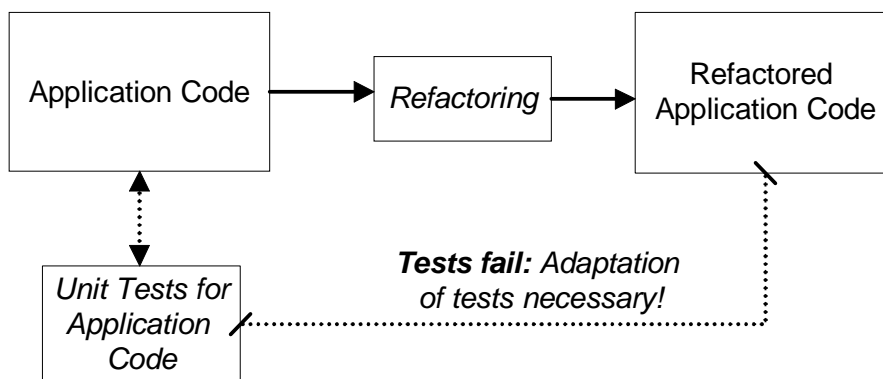 Application Code
Refactoring
Refactored
Application Code
Tests fail: Adaptation
of tests necessary!
Unit Tests for
Application
Code